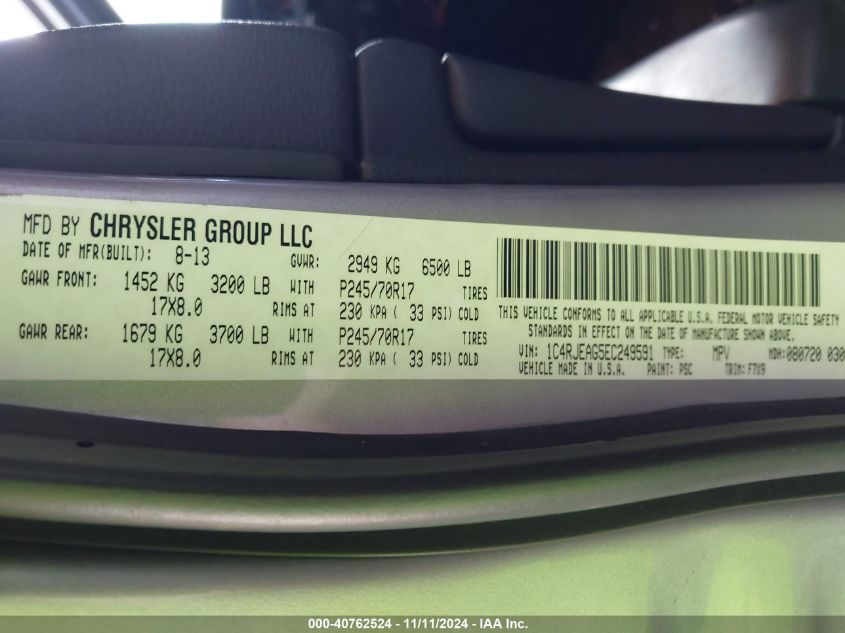 MFD BY CHRYSLER GROUP LLC
DATE OF MFR(BUILT): 8-13 GVWR: 2949 KG 6500 LB
GAWR FRONT: 1452 KG 3200 LB WITH P245/70R17 TIRES
17X8.0 RIMS AT 230 KPA ( 33 PSI) COLD
GAWR REAR: 1679 KG 3700 LB WITH P245/70R17 TIRES
17X8.0 RIMS AT 230 KPA ( 33 PSI) COLD
THIS VEHICLE CONFORMS TO ALL APPLICABLE U.S.A. FEDERAL MOTOR VEHICLE SAFETY
STANDARDS IN EFFECT ON THE DATE OF MANUFACTURE SHOWN ABOVE.
VIN: 1C4RJEAG5EC249591 TYPE: MPV MDH: 080720 030
VEHICLE MADE IN U.S.A. PAINT: PSC TRIM: F7X9
000-40762524 - 11/11/2024 - IAA Inc.